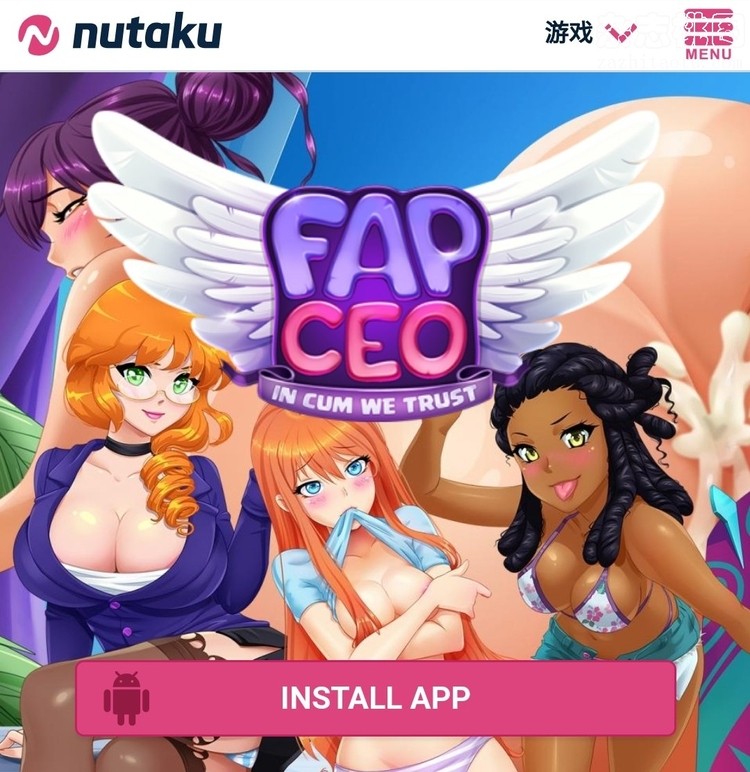 nutaku
游戏
MENU
FAP
CEO
IN CUM WE TRUST
INSTALL APP